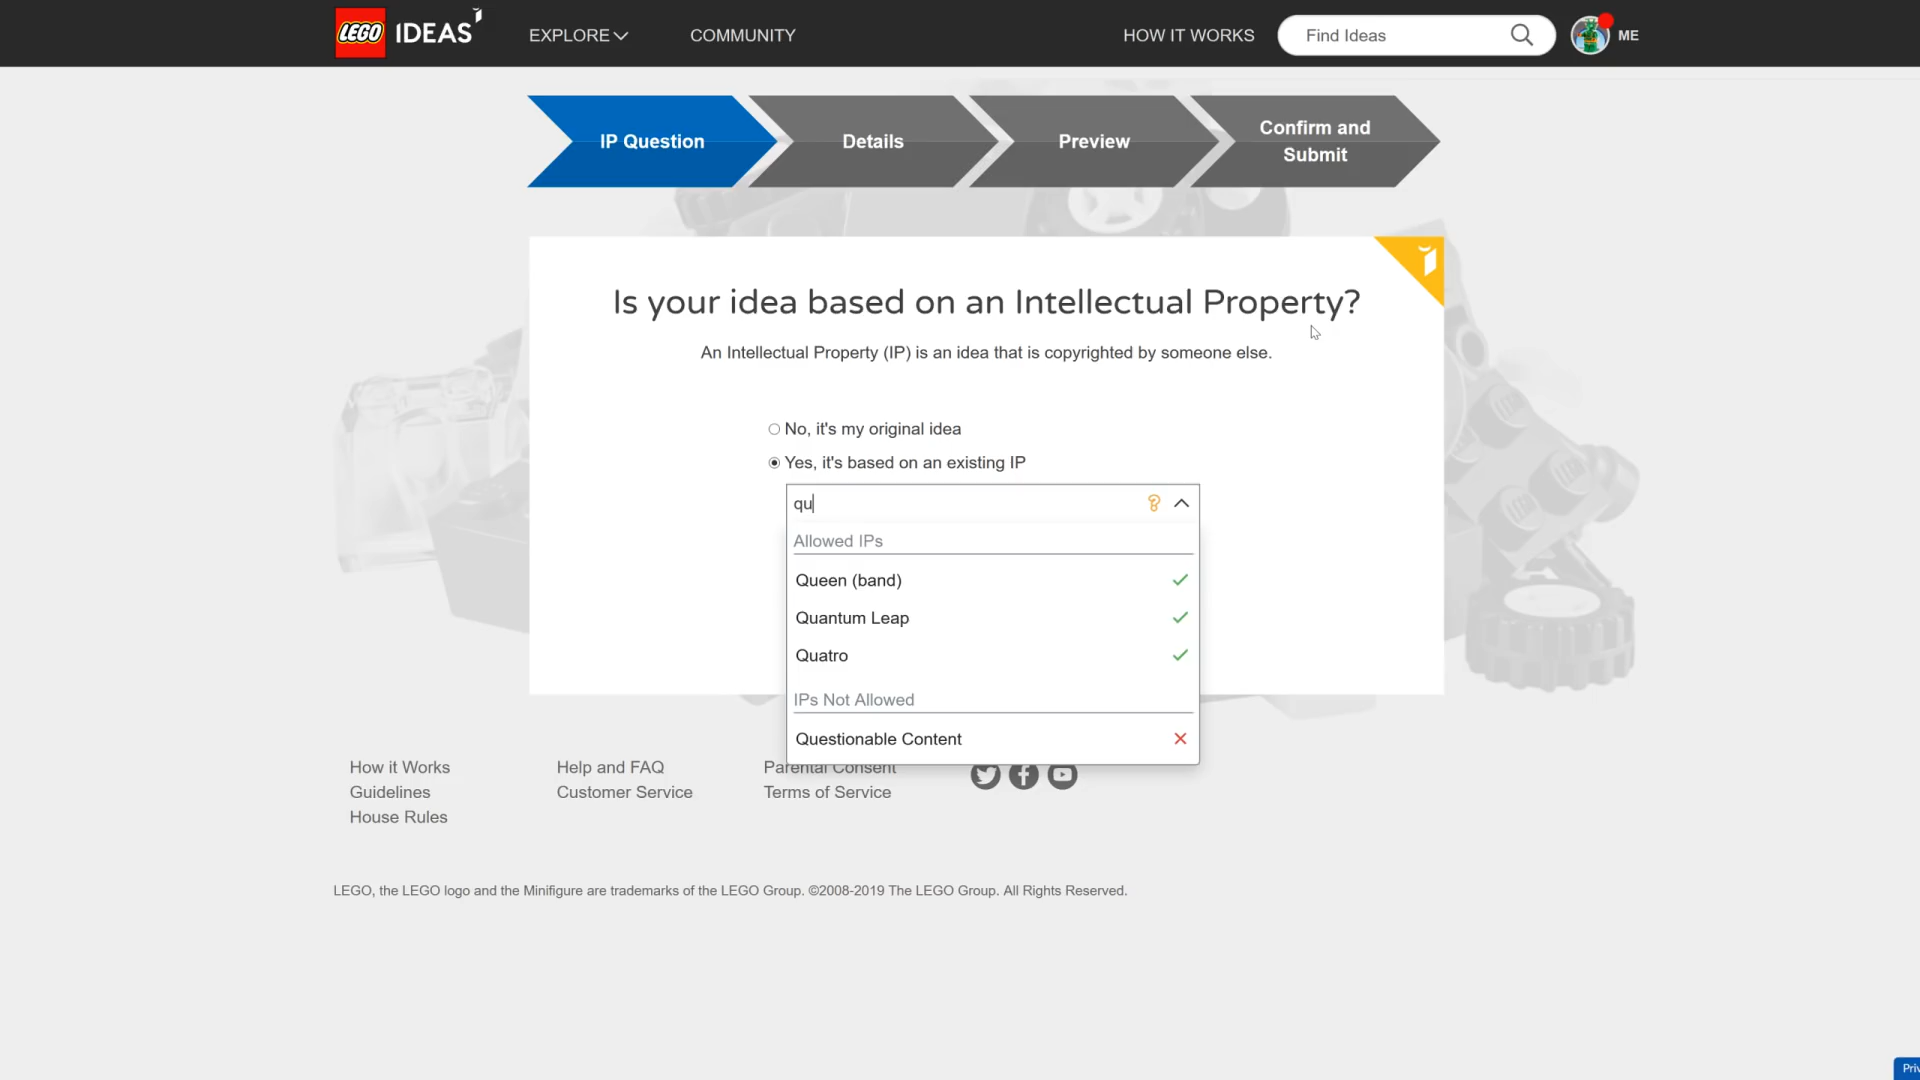 LEGO IDEAS
EXPLORE
COMMUNITY
HOW IT WORKS
Find Ideas
ME
IP Question
Details
Preview
Confirm and
Submit
Is your idea based on an Intellectual Property?
An Intellectual Property (IP) is an idea that is copyrighted by someone else.
No, it's my original idea
Yes, it's based on an existing IP
qu
Allowed IPs
Queen (band)
Quantum Leap
Quatro
IPs Not Allowed
Questionable Content
How it Works
Help and FAQ
Parental Consent
Guidelines
Customer Service
Terms of Service
House Rules
LEGO, the LEGO logo and the Minifigure are trademarks of the LEGO Group. ©2008-2019 The LEGO Group. All Rights Reserved.